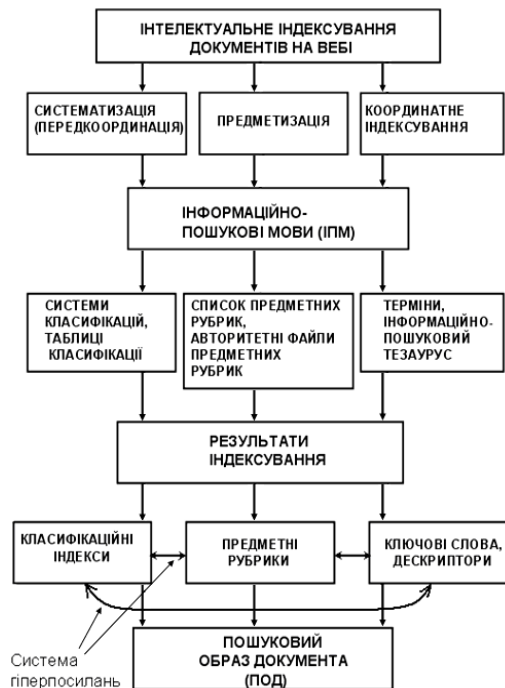 ІНТЕЛЕКТУАЛЬНЕ ІНДЕКСУВАННЯ
ДОКУМЕНТІВ НА ВЕБІ
СИСТЕМАТИЗАЦІЯ
(ПЕРЕДКООРДИНАЦІЯ)
ПРЕДМЕТИЗАЦІЯ
КООРДИНАТНЕ
ІНДЕКСУВАННЯ
ІНФОРМАЦІЙНО-
ПОШУКОВІ МОВИ (ІПМ)
СИСТЕМИ
КЛАСИФІКАЦІЙ,
ТАБЛИЦІ
КЛАСИФІКАЦІЇ
СПИСОК ПРЕДМЕТНИХ
РУБРИК,
АВТОРИТЕТНІ ФАЙЛИ
ПРЕДМЕТНИХ
РУБРИК
ТЕРМІНИ,
ІНФОРМАЦІЙНО-
ПОШУКОВИЙ
ТЕЗАУРУС
РЕЗУЛЬТАТИ
ІНДЕКСУВАННЯ
КЛАСИФІКАЦІЙНІ
ІНДЕКСИ
ПРЕДМЕТНІ
РУБРИКИ
КЛЮЧОВІ СЛОВА,
ДЕСКРИПТОРИ
Система
гіперпосилань
ПОШУКОВИЙ
ОБРАЗ ДОКУМЕНТА
(ПОД)